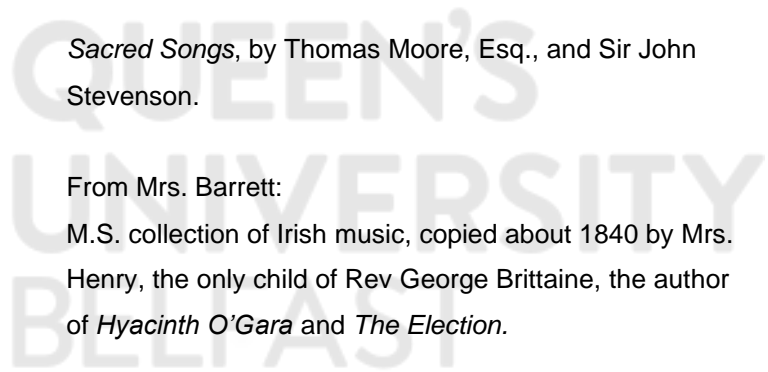 Sacred Songs, by Thomas Moore, Esq., and Sir John
Stevenson.
From Mrs. Barrett:
M.S. collection of Irish music, copied about 1840 by Mrs.
Henry, the only child of Rev George Brittaine, the author
of Hyacinth O’Gara and The Election.
QUEEN’S
UNIVERSITY
BELFAST